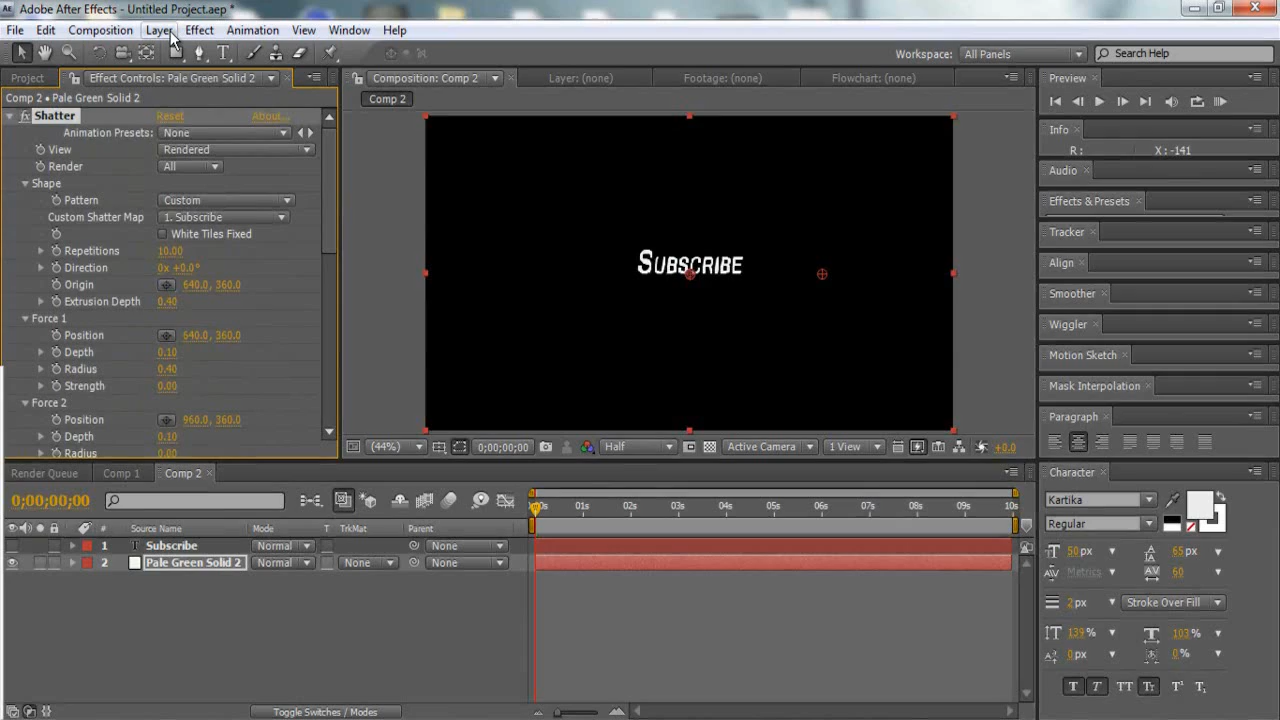 Adobe After Effects - Untitled Project.aep *
File Edit Composition Layer Effect Animation View Window Help
Workspace: All Panels Search Help
Project Effect Controls: Pale Green Solid 2 Composition: Comp 2 Layer: (none) Footage: (none) Flowchart: (none) Preview
Comp 2 • Pale Green Solid 2
Comp 2
fx Shatter Reset About...
Animation Presets: None
View Rendered
Render All
Shape
Pattern Custom
Custom Shatter Map 1. Subscribe
White Tiles Fixed
Repetitions 10.00
Direction 0x +0.0°
Origin 640.0, 360.0
Extrusion Depth 0.40
Force 1
Position 640.0, 360.0
Depth 0.10
Radius 0.40
Strength 0.00
Force 2
Position 960.0, 360.0
Depth 0.10
Radius 0.00
SUBSCRIBE
(44%) 0;00;00;00 Half Active Camera 1 View +0.0
Info
R : X : -141
Audio
Effects & Presets
Tracker
Align
Smoother
Wiggler
Motion Sketch
Mask Interpolation
Paragraph
Character
Kartika
Regular
50 px 65 px
Metrics 60
2 px Stroke Over Fill
139 % 103 %
0 px 0 %
T T TT Tt T¹ T₁
Render Queue Comp 1 Comp 2
0;00;00;00
# Source Name Mode T TrkMat Parent
1 T Subscribe Normal None
2 Pale Green Solid 2 Normal None None
01s 02s 03s 04s 05s 06s 07s 08s 09s 10s
Toggle Switches / Modes